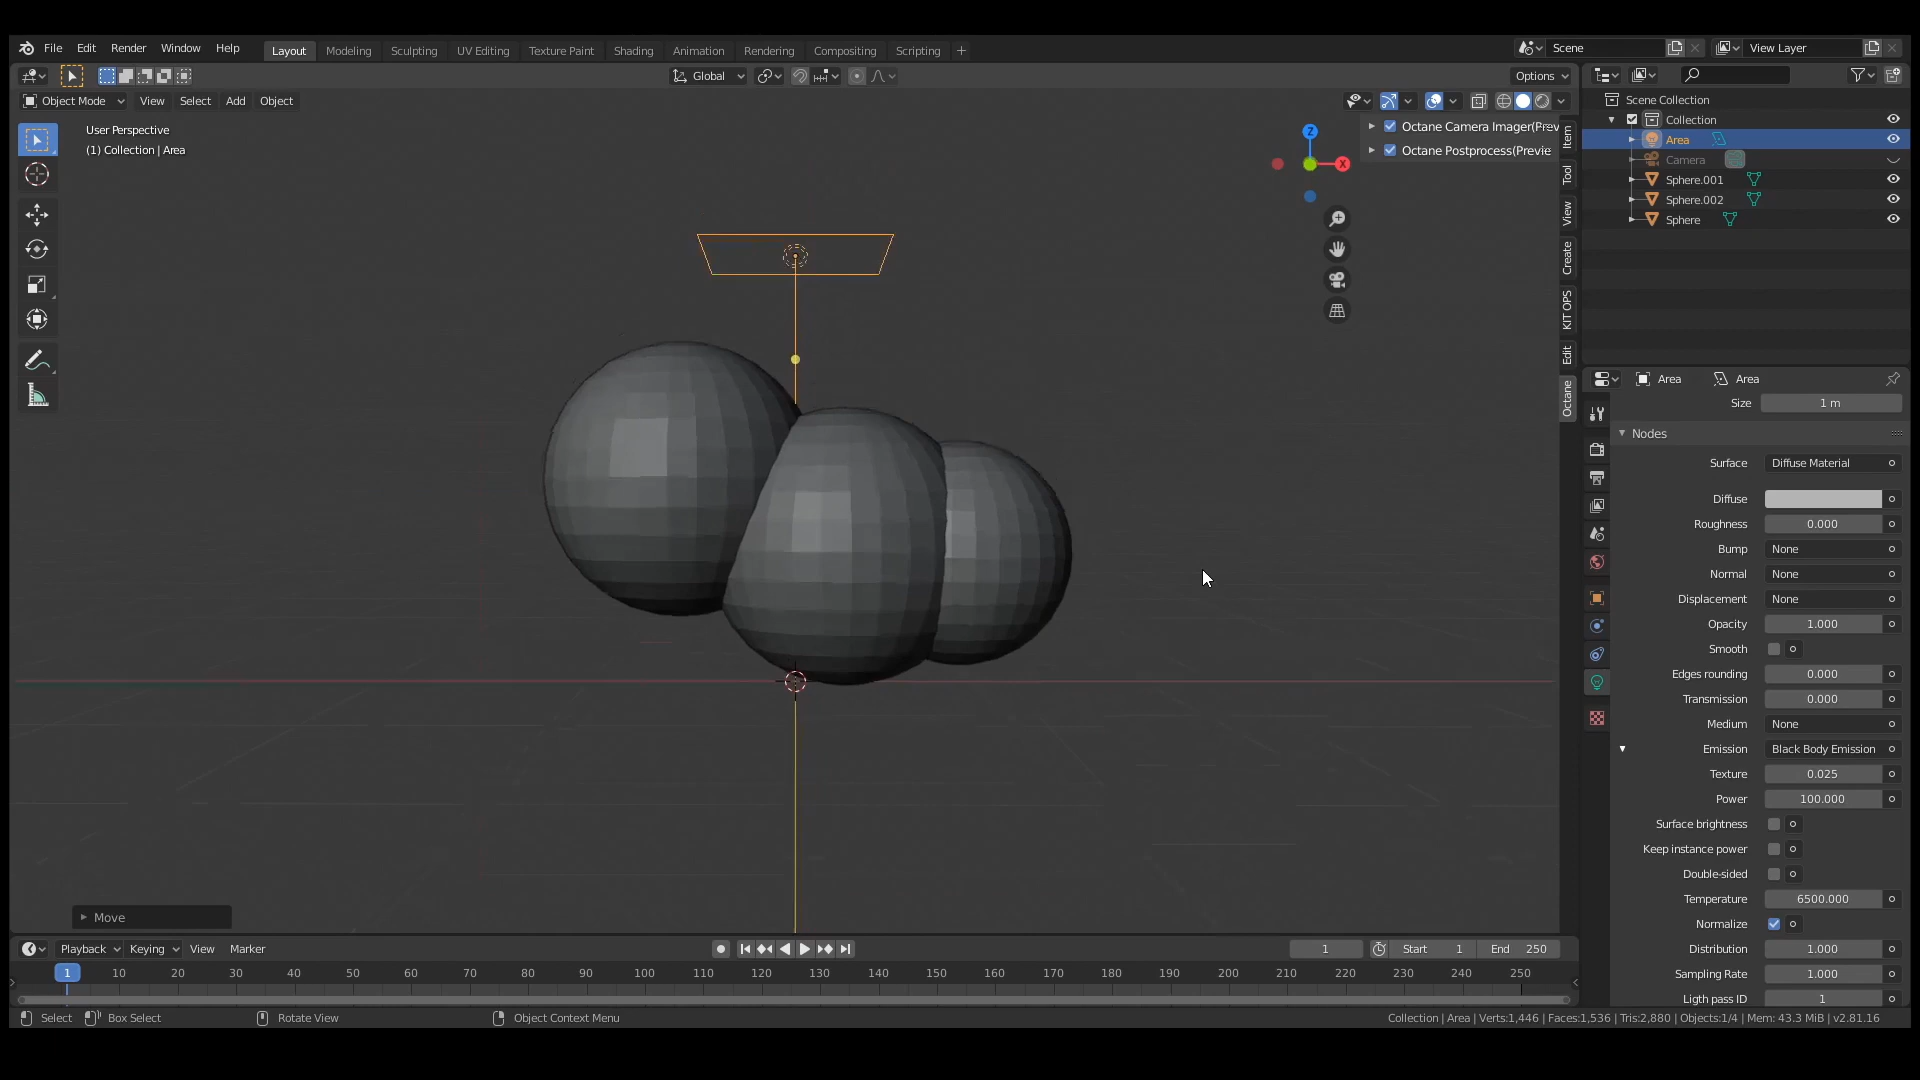 File Edit Render Window Help Layout Modeling Sculpting UV Editing Texture Paint Shading Animation Rendering Compositing Scripting + Scene View Layer
Global Options
Object Mode View Select Add Object
User Perspective
(1) Collection | Area
Octane Camera Imager(Prev
Octane Postprocess(Previe
Z
X
Item
Tool
View
Create
KIT OPS
Edit
Octane
Scene Collection
Collection
Area
Camera
Sphere.001
Sphere.002
Sphere
Area Area
Size 1 m
Nodes
Surface Diffuse Material
Diffuse
Roughness 0.000
Bump None
Normal None
Displacement None
Opacity 1.000
Smooth
Edges rounding 0.000
Transmission 0.000
Medium None
Emission Black Body Emission
Texture 0.025
Power 100.000
Surface brightness
Keep instance power
Double-sided
Temperature 6500.000
Normalize
Distribution 1.000
Sampling Rate 1.000
Ligth pass ID 1
Move
Playback Keying View Marker 1 Start 1 End 250
1 10 20 30 40 50 60 70 80 90 100 110 120 130 140 150 160 170 180 190 200 210 220 230 240 250
Select Box Select Rotate View Object Context Menu Collection | Area | Verts:1,446 | Faces:1,536 | Tris:2,880 | Objects:1/4 | Mem: 43.3 MiB | v2.81.16